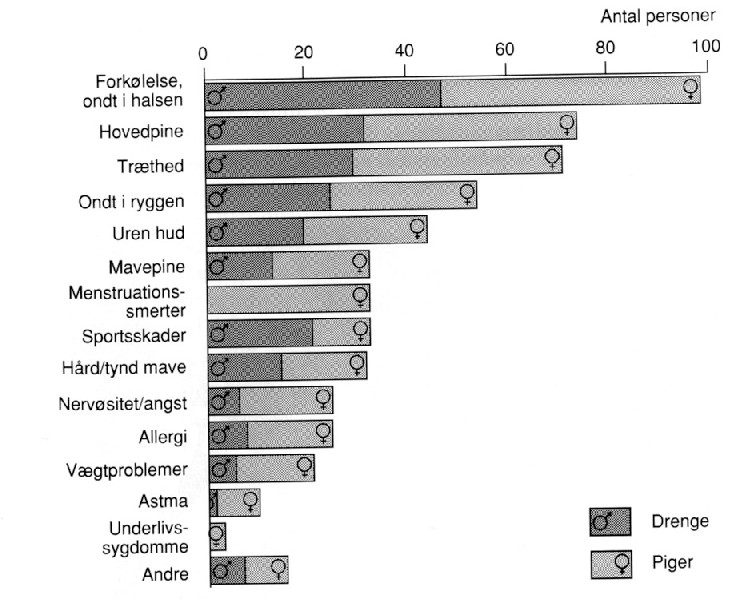 Antal personer
0 20 40 60 80 100
Forkølelse,
ondt i halsen
Hovedpine
Træthed
Ondt i ryggen
Uren hud
Mavepine
Menstruations-
smerter
Sportsskader
Hård/tynd mave
Nervøsitet/angst
Allergi
Vægtproblemer
Astma
Underlivs-
sygdomme
Andre
Drenge
Piger